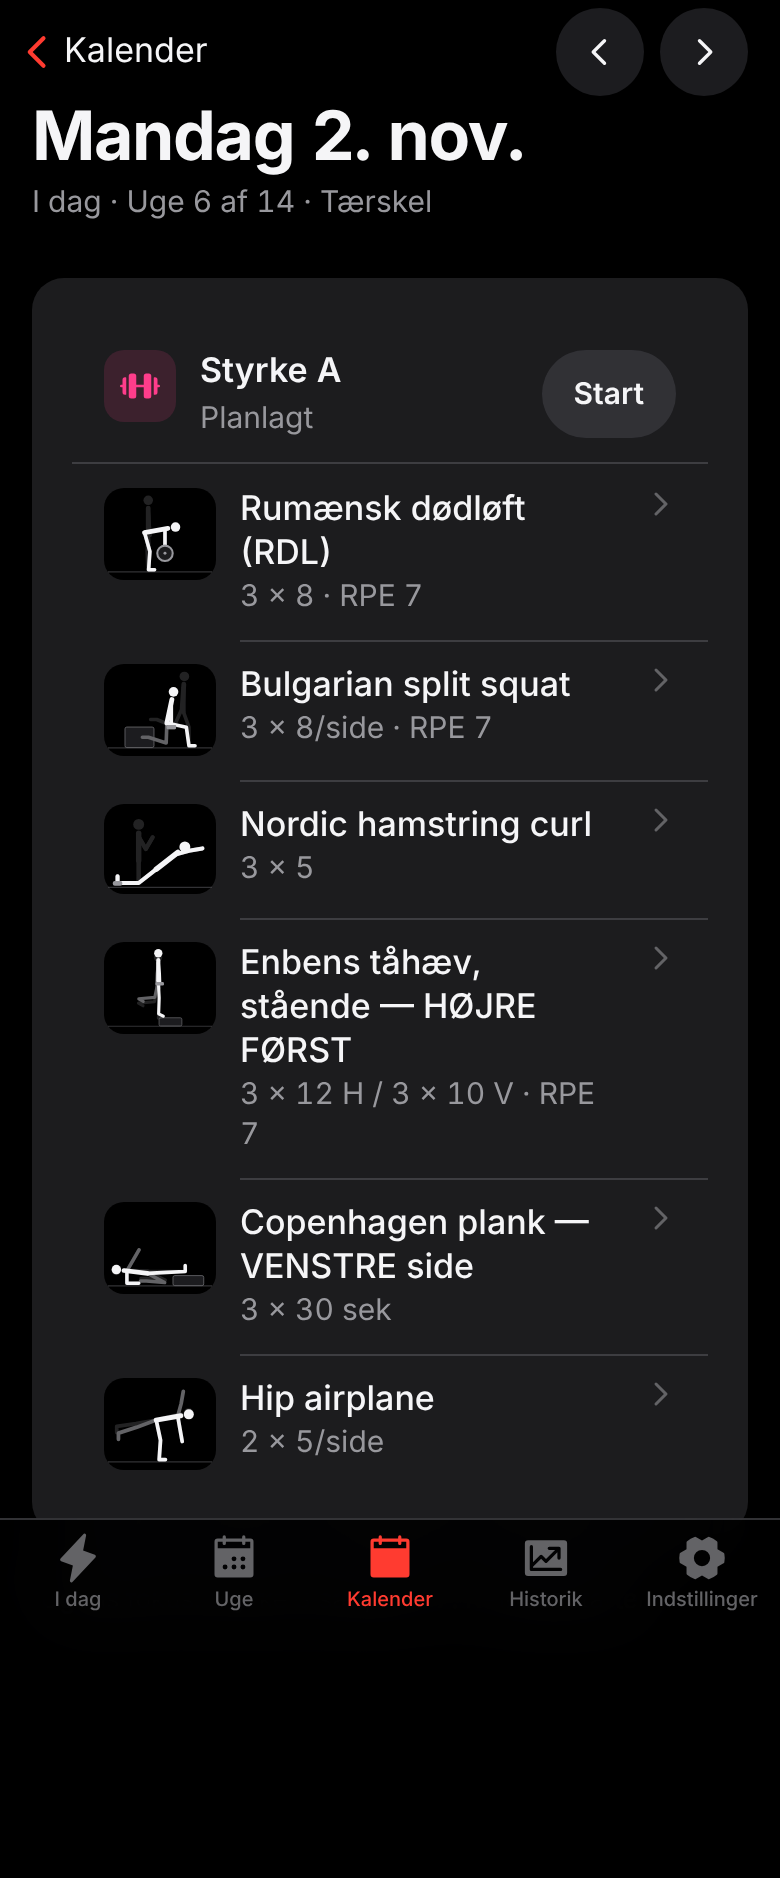 Kalender
Mandag 2. nov.
I dag · Uge 6 af 14 · Tærskel
Styrke A
Planlagt
Start
Rumænsk dødløft
(RDL)
3 × 8 · RPE 7
Bulgarian split squat
3 × 8/side · RPE 7
Nordic hamstring curl
3 × 5
Enbens tåhæv,
stående — HØJRE
FØRST
3 × 12 H / 3 × 10 V · RPE
7
Copenhagen plank —
VENSTRE side
3 × 30 sek
Hip airplane
2 × 5/side
I dag
Uge
Kalender
Historik
Indstillinger